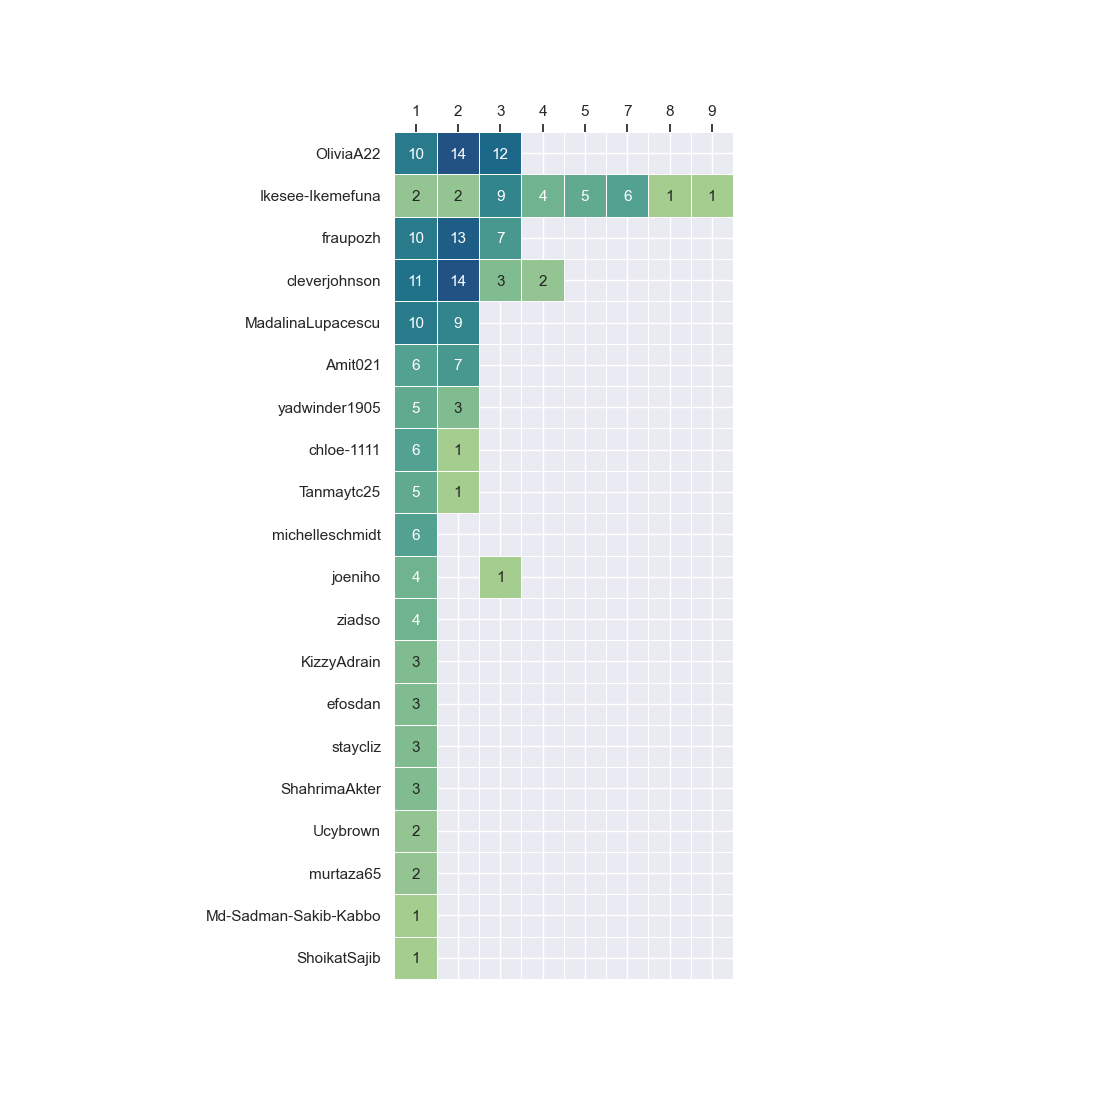 1 2 3 4 5 7 8 9
OliviaA22 10 14 12
Ikesee-Ikemefuna 2 2 9 4 5 6 1 1
fraupozh 10 13 7
cleverjohnson 11 14 3 2
MadalinaLupacescu 10 9
Amit021 6 7
yadwinder1905 5 3
chloe-1111 6 1
Tanmaytc25 5 1
michelleschmidt 6
joeniho 4 1
ziadso 4
KizzyAdrain 3
efosdan 3
staycliz 3
ShahrimaAkter 3
Ucybrown 2
murtaza65 2
Md-Sadman-Sakib-Kabbo 1
ShoikatSajib 1